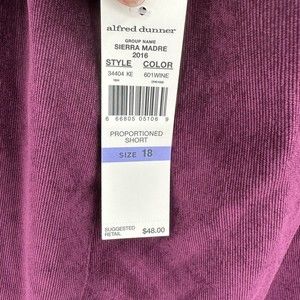 alfred dunner
GROUP NAME
SIERRA MADRE
2016
STYLE COLOR
34404 KE 601WINE
6 66805 05106 9
PROPORTIONED
SHORT
SIZE 18
SUGGESTED
RETAIL $48.00